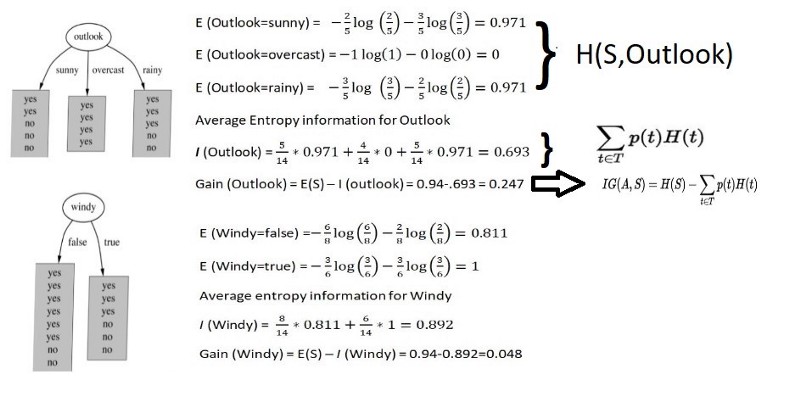 outlook
sunny overcast rainy
yes yes no no no
yes yes yes yes
yes yes yes no no
E (Outlook=sunny) = −2/5 log (2/5) − 3/5 log (3/5) = 0.971
E (Outlook=overcast) = −1 log(1) − 0 log(0) = 0
E (Outlook=rainy) = −3/5 log (3/5) − 2/5 log (2/5) = 0.971
} H(S,Outlook)
Average Entropy information for Outlook
I (Outlook) = 5/14 * 0.971 + 4/14 * 0 + 5/14 * 0.971 = 0.693 } ∑t∈T p(t)H(t)
Gain (Outlook) = E(S) – I (outlook) = 0.94-.693 = 0.247 IG(A,S) = H(S) − ∑t∈T p(t)H(t)
windy
false true
yes yes yes yes yes yes no no
yes yes yes no no no
E (Windy=false) =−6/8 log (6/8) − 2/8 log (2/8) = 0.811
E (Windy=true) = −3/6 log (3/6) − 3/6 log (3/6) = 1
Average entropy information for Windy
I (Windy) = 8/14 * 0.811 + 6/14 * 1 = 0.892
Gain (Windy) = E(S) – I (Windy) = 0.94-0.892=0.048